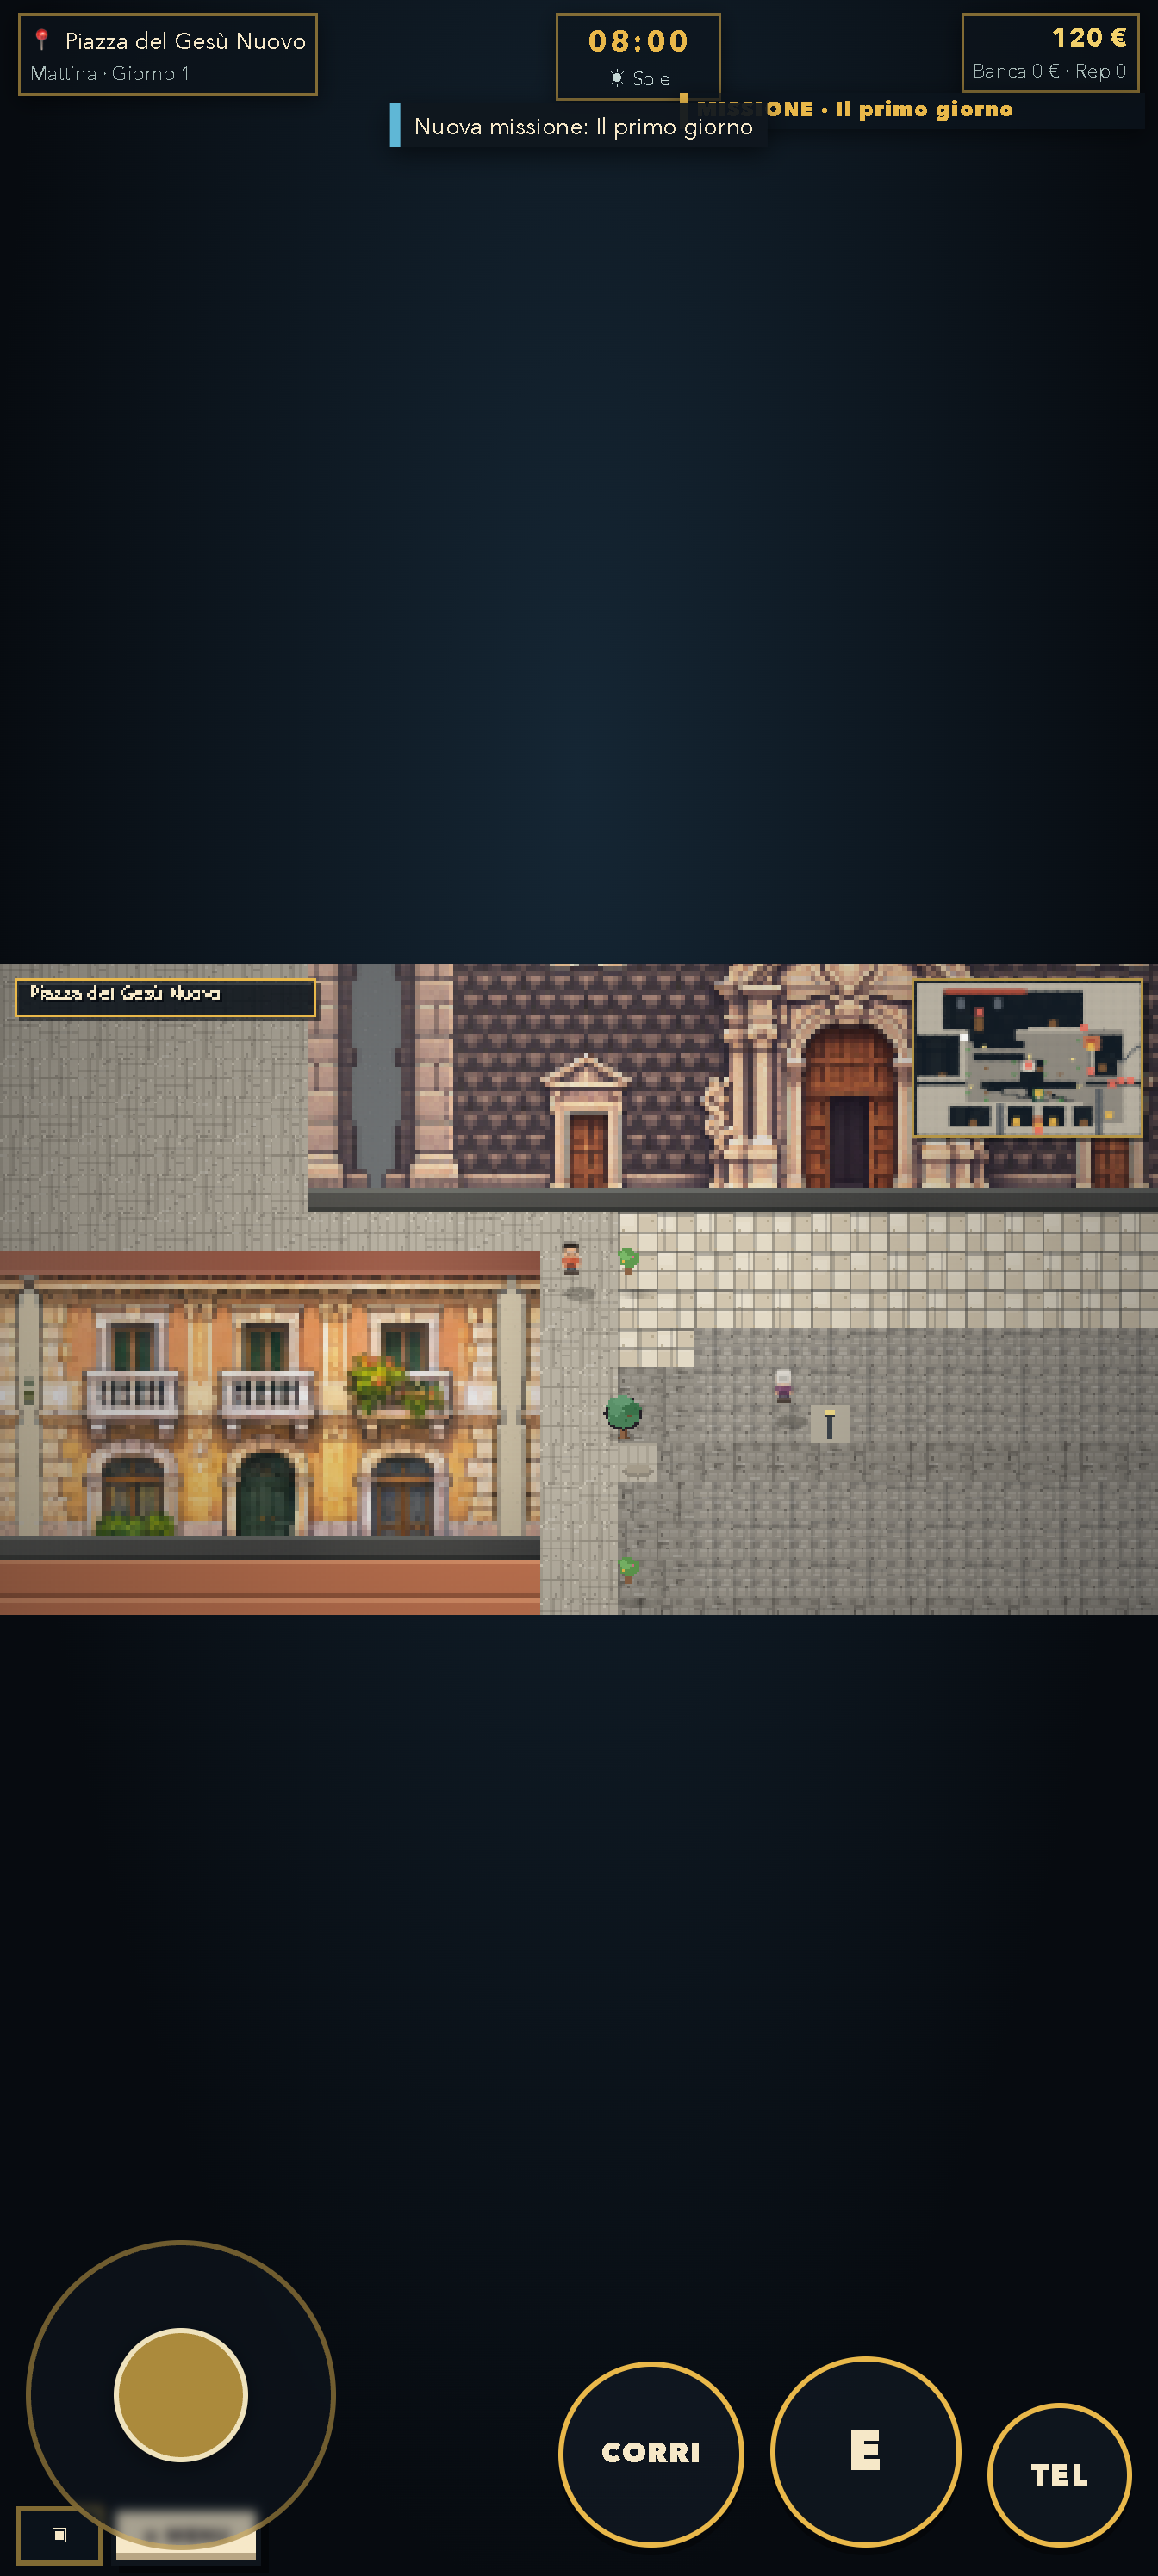 Piazza del Gesù Nuovo
Mattina · Giorno 1
08:00
Sole
120 €
Banca 0 € · Rep 0
MISSIONE · Il primo giorno
Nuova missione: Il primo giorno
Piazza del Gesù Nuovo
CORRI
E
TEL